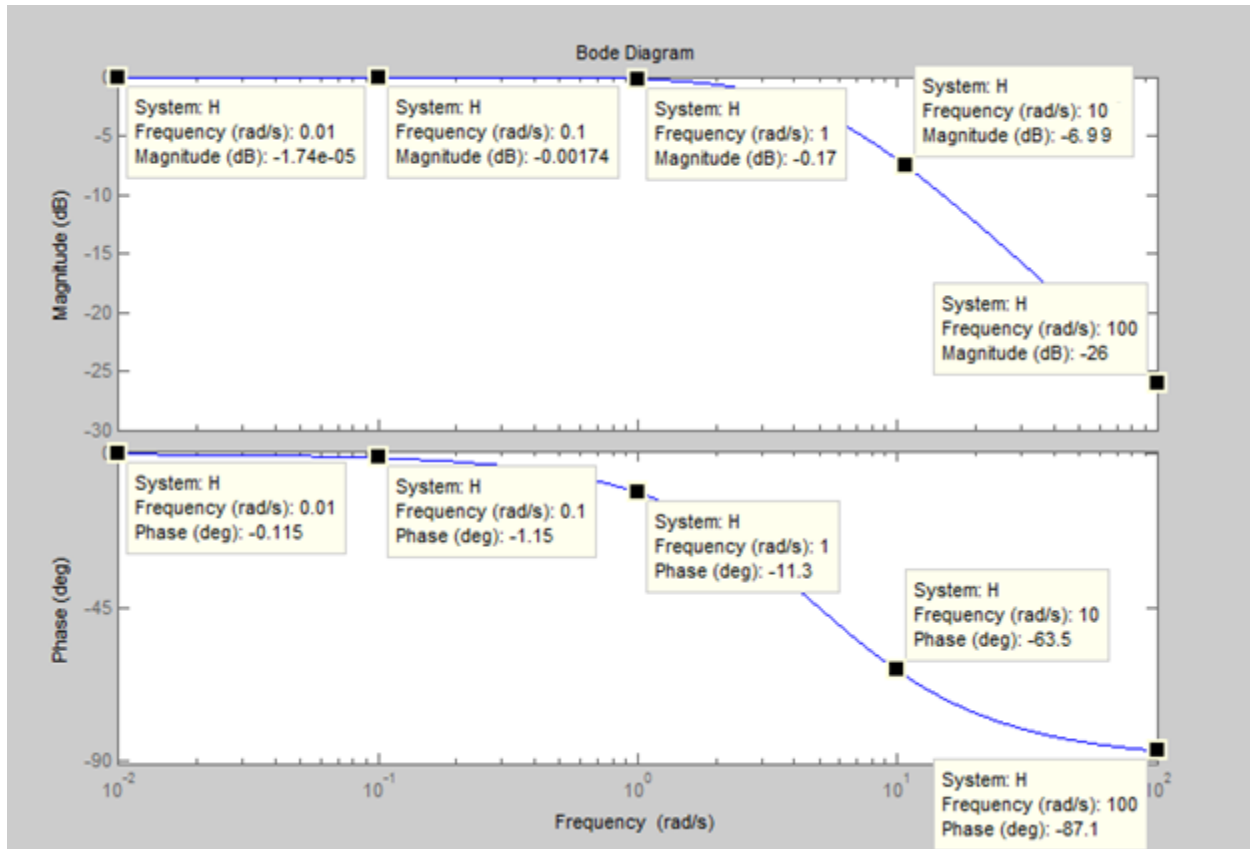 Bode Diagram
Magnitude (dB)
0
-5
-10
-15
-20
-25
-30
System: H
Frequency (rad/s): 0.01
Magnitude (dB): -1.74e-05
System: H
Frequency (rad/s): 0.1
Magnitude (dB): -0.00174
System: H
Frequency (rad/s): 1
Magnitude (dB): -0.17
System: H
Frequency (rad/s): 10
Magnitude (dB): -6.99
System: H
Frequency (rad/s): 100
Magnitude (dB): -26
Phase (deg)
0
-45
-90
System: H
Frequency (rad/s): 0.01
Phase (deg): -0.115
System: H
Frequency (rad/s): 0.1
Phase (deg): -1.15
System: H
Frequency (rad/s): 1
Phase (deg): -11.3
System: H
Frequency (rad/s): 10
Phase (deg): -63.5
System: H
Frequency (rad/s): 100
Phase (deg): -87.1
10⁻² 10⁻¹ 10⁰ 10¹ 10²
Frequency (rad/s)